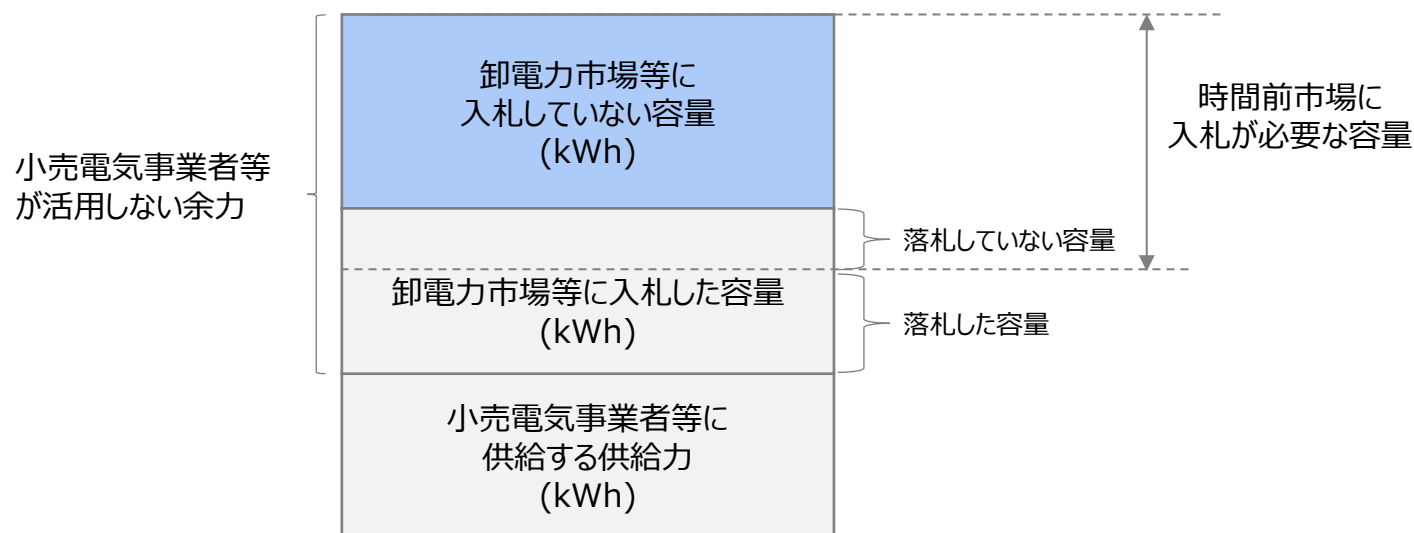 卸電力市場等に
入札していない容量
(kWh)
時間前市場に
入札が必要な容量
小売電気事業者等
が活用しない余力
落札していない容量
卸電力市場等に入札した容量
(kWh)
落札した容量
小売電気事業者等に
供給する供給力
(kWh)